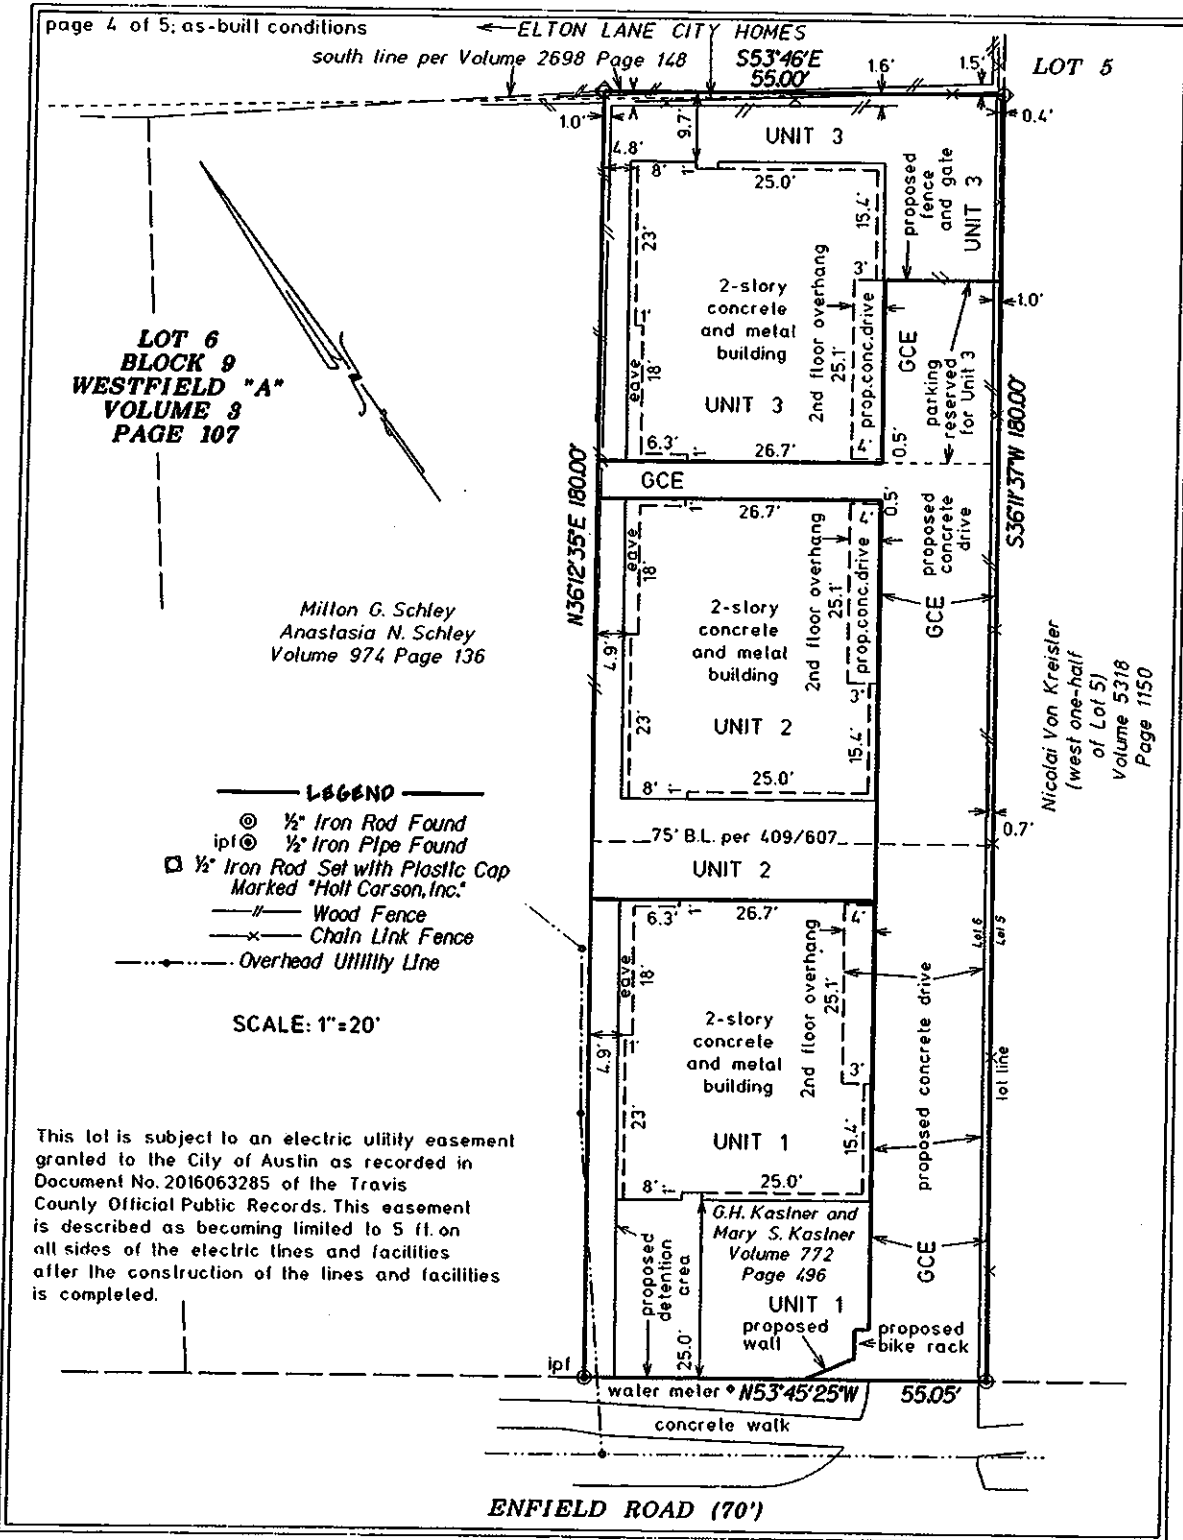 page 4 of 5; as-built conditions
ELTON LANE CITY HOMES
south line per Volume 2698 Page 148
S53°46'E
55.00'
1.6'
1.5'
LOT 5
1.0'
9.7'
UNIT 3
0.4'
4.8'
8'
1'
25.0'
15.4'
proposed
fence
and gate
UNIT 3
23'
2-story
concrete
and metal
building
2nd floor overhang
25.1'
3'
prop.conc.drive
GCE
1.0'
parking
reserved
for Unit 3
LOT 6
BLOCK 9
WESTFIELD "A"
VOLUME 3
PAGE 107
1'
eave
18'
UNIT 3
S36°11'37"W 180.00'
6.3'
1'
26.7'
4'
0.5'
N36°12'35"E 180.00'
GCE
26.7'
1'
4'
0.5'
proposed
concrete
drive
eave
18'
2nd floor overhang
25.1'
prop.conc.drive
GCE
Milton G. Schley
Anastasia N. Schley
Volume 974 Page 136
2-story
concrete
and metal
building
4.9'
3'
23'
UNIT 2
15.4'
8'
1'
25.0'
Nicolai Von Kreisler
(west one-half
of Lot 5)
Volume 5318
Page 1150
0.7'
75' B.L. per 409/607
UNIT 2
LEGEND
1/2" Iron Rod Found
ipf 1/2" Iron Pipe Found
1/2" Iron Rod Set with Plastic Cap
Marked "Holt Carson, Inc."
Wood Fence
Chain Link Fence
Overhead Utility Line
SCALE: 1"=20'
6.3'
1'
26.7'
4'
Lot 6
Lot 5
eave
18'
2nd floor overhang
25.1'
2-story
concrete
and metal
building
proposed concrete drive
4.9'
1'
3'
lot line
23'
UNIT 1
15.4'
8'
1'
25.0'
This lot is subject to an electric utility easement
granted to the City of Austin as recorded in
Document No. 2016063285 of the Travis
County Official Public Records. This easement
is described as becoming limited to 5 ft. on
all sides of the electric lines and facilities
after the construction of the lines and facilities
is completed.
G.H. Kastner and
Mary S. Kastner
Volume 772
Page 496
GCE
proposed
detention
area
25.0'
UNIT 1
proposed
wall
proposed
bike rack
ipf
water meter
N53°45'25"W
55.05'
concrete walk
ENFIELD ROAD (70')